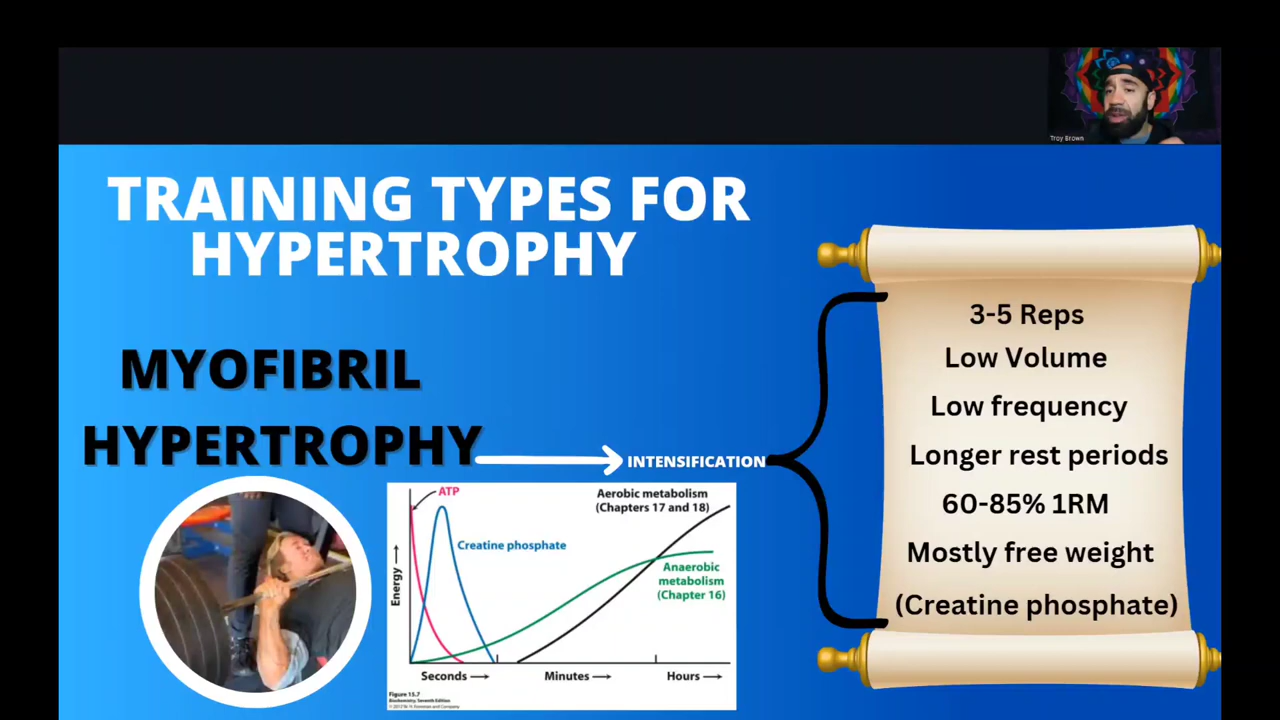 Troy Brown
TRAINING TYPES FOR
HYPERTROPHY
MYOFIBRIL
HYPERTROPHY
INTENSIFICATION
3-5 Reps
Low Volume
Low frequency
Longer rest periods
60-85% 1RM
Mostly free weight
(Creatine phosphate)
ATP
Aerobic metabolism
(Chapters 17 and 18)
Creatine phosphate
Anaerobic
metabolism
(Chapter 16)
Energy
Seconds
Minutes
Hours
Figure 15.7
Biochemistry, Seventh Edition
© 2012 W. H. Freeman and Company